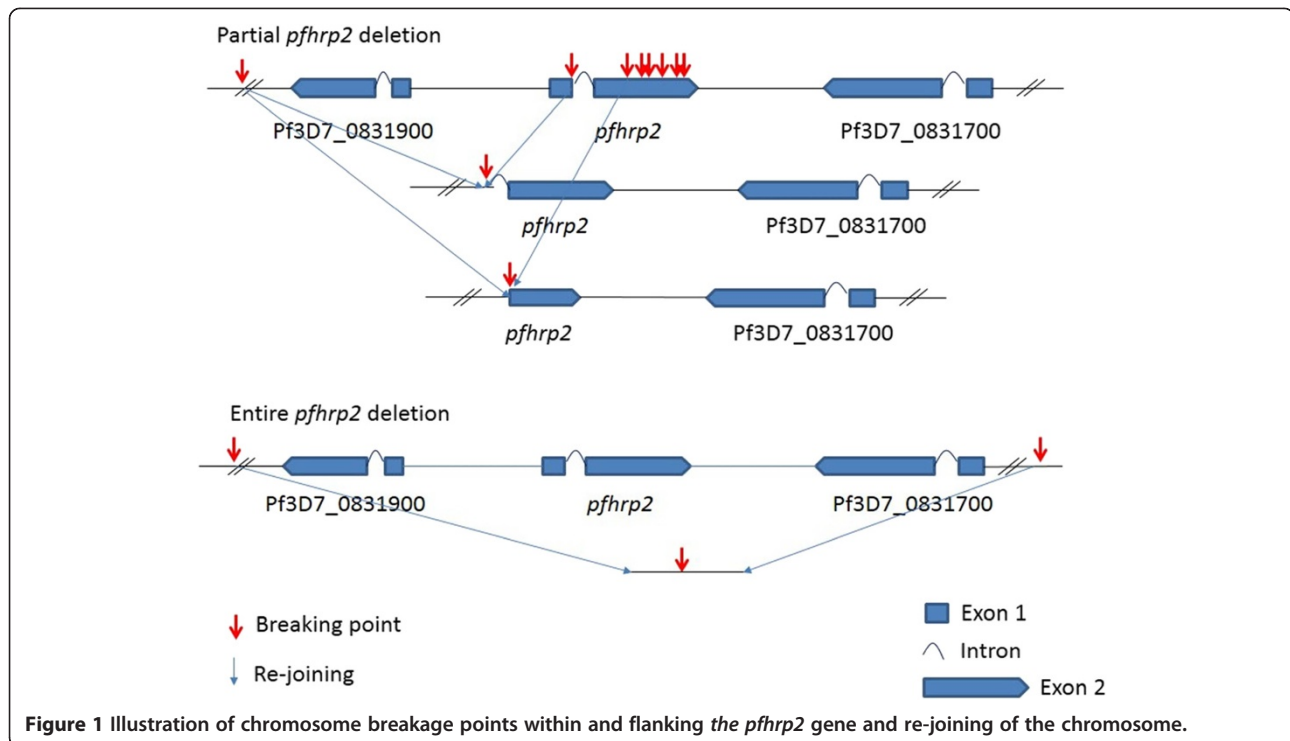 Partial pfhrp2 deletion
Pf3D7_0831900
pfhrp2
Pf3D7_0831700
pfhrp2
Pf3D7_0831700
pfhrp2
Pf3D7_0831700
Entire pfhrp2 deletion
Pf3D7_0831900
pfhrp2
Pf3D7_0831700
Breaking point
Re-joining
Exon 1
Intron
Exon 2
Figure 1 Illustration of chromosome breakage points within and flanking the pfhrp2 gene and re-joining of the chromosome.